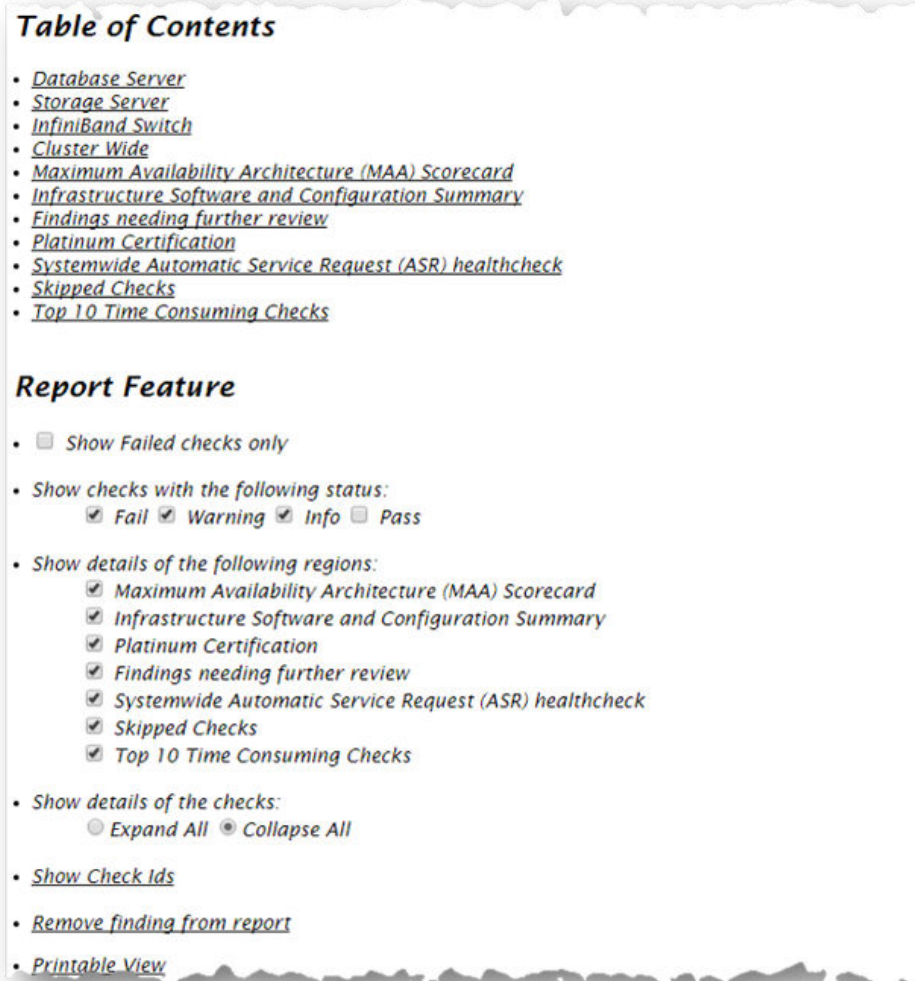 Table of Contents
• Database Server
• Storage Server
• InfiniBand Switch
• Cluster Wide
• Maximum Availability Architecture (MAA) Scorecard
• Infrastructure Software and Configuration Summary
• Findings needing further review
• Platinum Certification
• Systemwide Automatic Service Request (ASR) healthcheck
• Skipped Checks
• Top 10 Time Consuming Checks
Report Feature
• Show Failed checks only
• Show checks with the following status:
Fail Warning Info Pass
• Show details of the following regions:
Maximum Availability Architecture (MAA) Scorecard
Infrastructure Software and Configuration Summary
Platinum Certification
Findings needing further review
Systemwide Automatic Service Request (ASR) healthcheck
Skipped Checks
Top 10 Time Consuming Checks
• Show details of the checks:
Expand All Collapse All
• Show Check Ids
• Remove finding from report
• Printable View